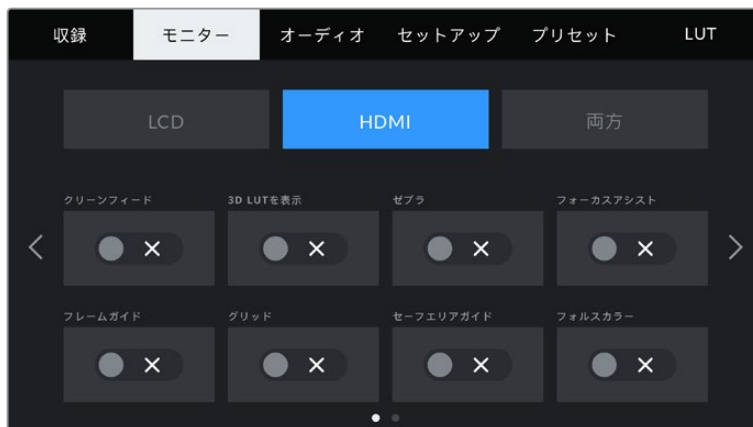 収録 モニター オーディオ セットアップ プリセット LUT
LCD HDMI 両方
クリーンフィード 3D LUTを表示 ゼブラ フォーカスアシスト
フレームガイド グリッド セーフエリアガイド フォルスカラー